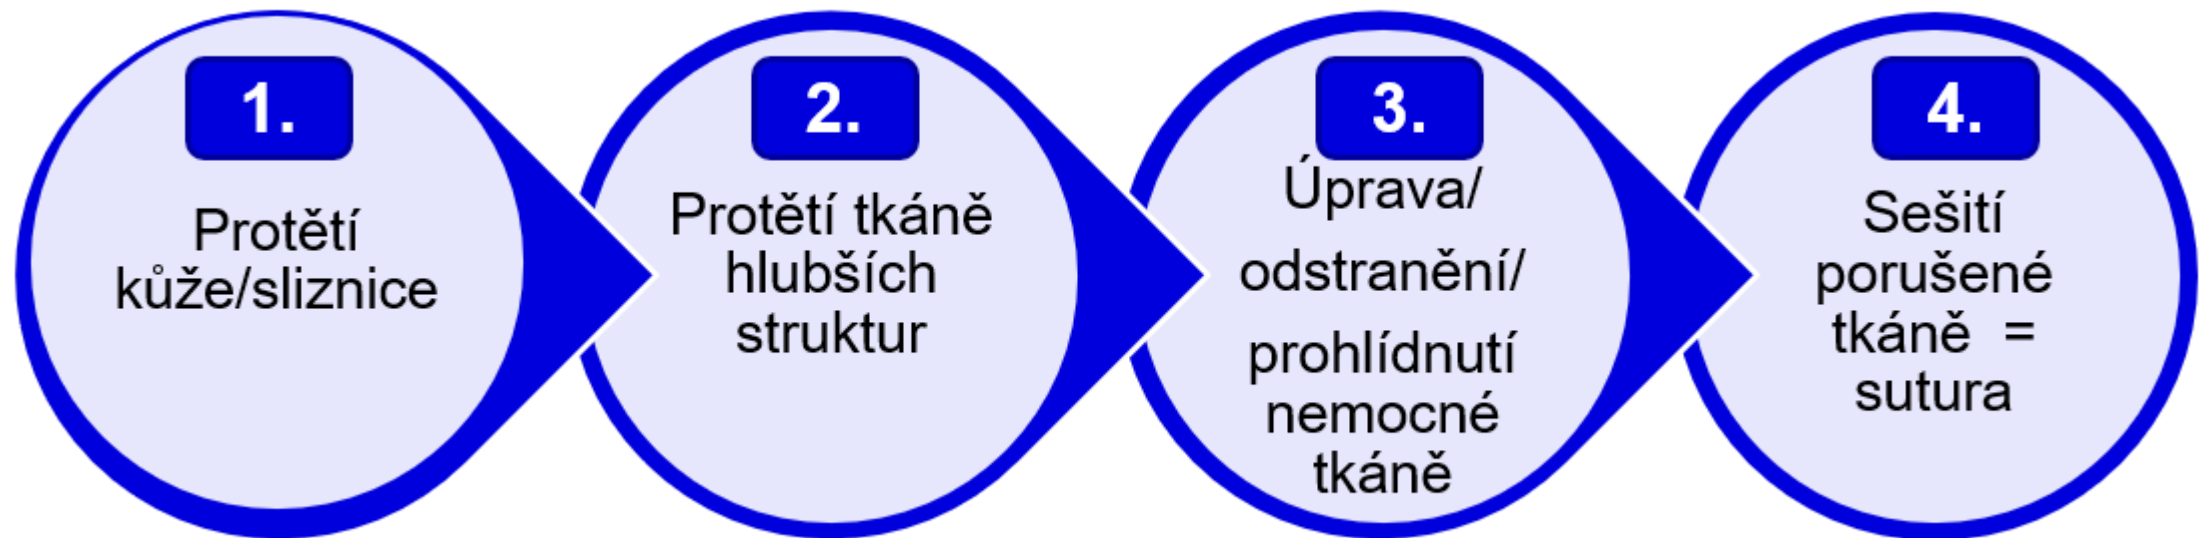 1.
Protětí
kůže/sliznice
2.
Protětí tkáně
hlubších
struktur
3.
Úprava/
odstranění/
prohlídnutí
nemocné
tkáně
4.
Sešití
porušené
tkáně =
sutura